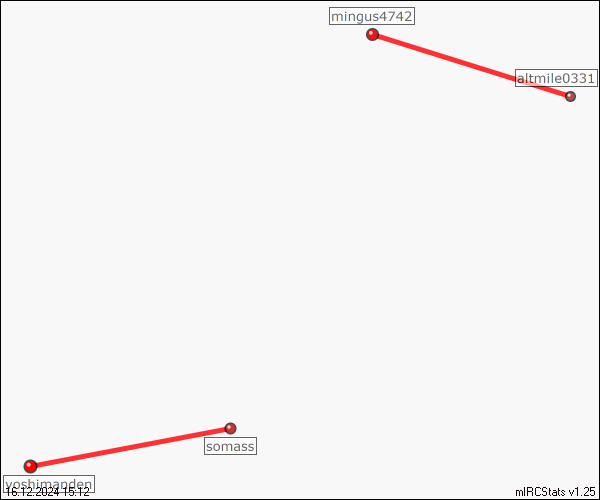 mingus4742
altmile0331
somass
yoshimanden
16.12.2024 15:12
mIRCStats v1.25